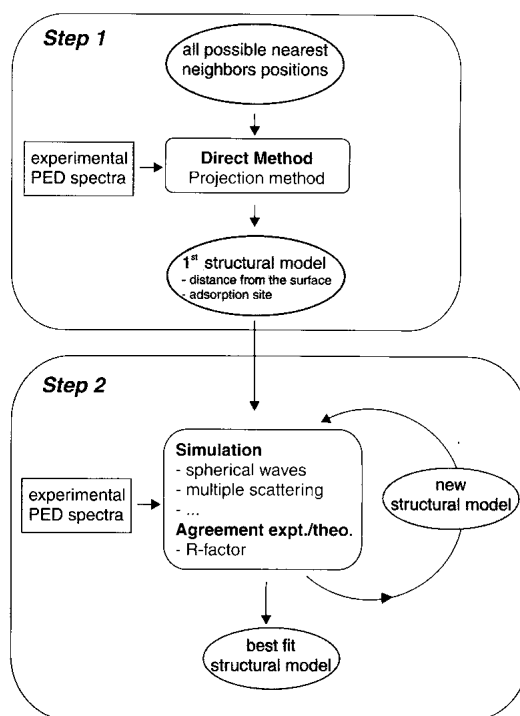 Step 1
all possible nearest
neighbors positions
experimental
PED spectra
Direct Method
Projection method
1st structural model
- distance from the surface
- adsorption site
Step 2
Simulation
- spherical waves
- multiple scattering
- ...
Agreement expt./theo.
- R-factor
experimental
PED spectra
new
structural model
best fit
structural model